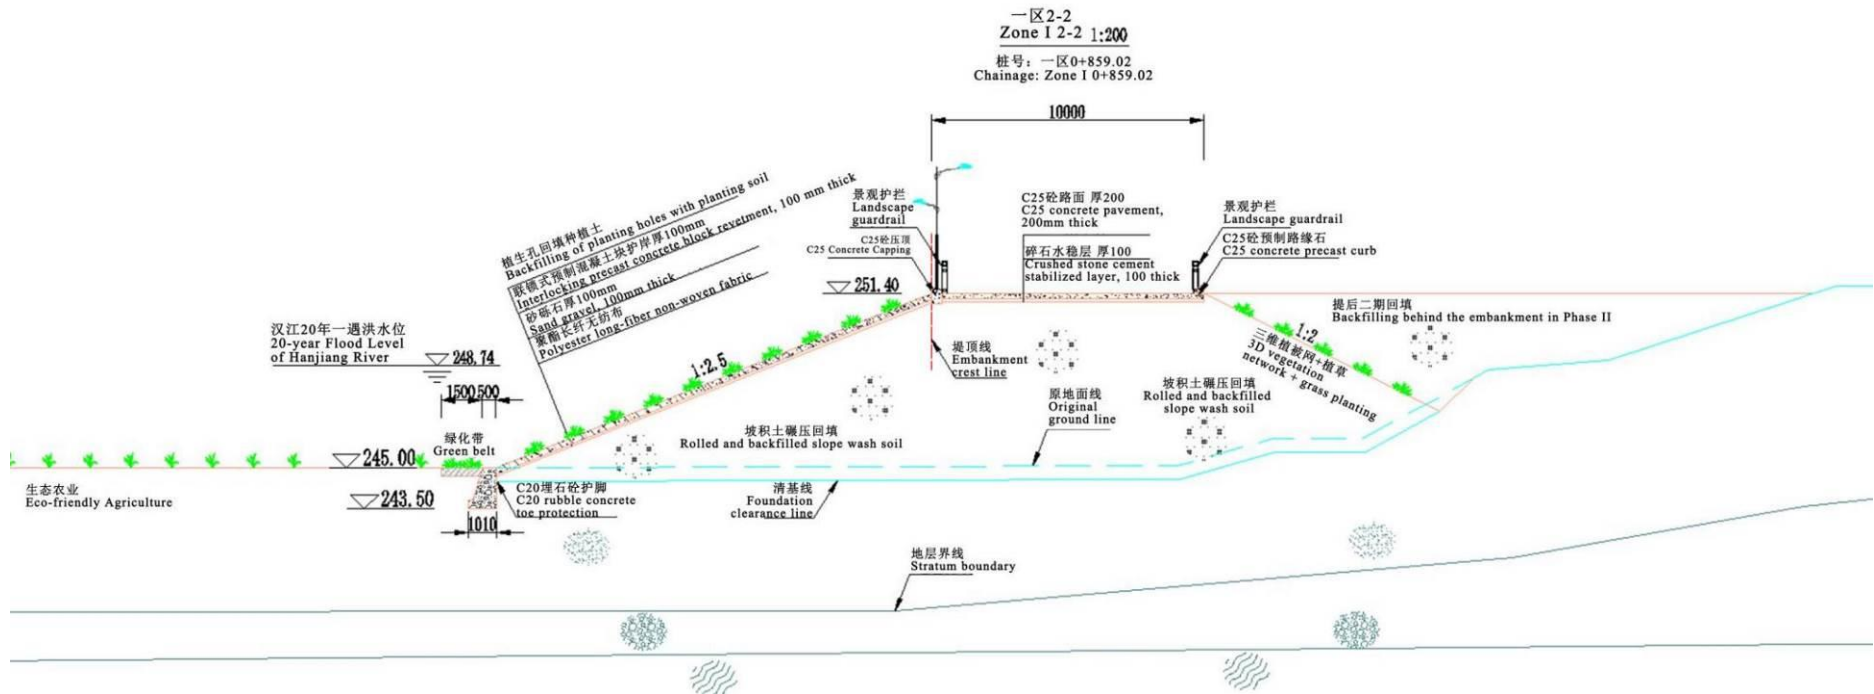 一区2-2
Zone I 2-2 1:200
桩号：一区0+859.02
Chainage: Zone I 0+859.02
10000
植生孔回填种植土
Backfilling of planting holes with planting soil
联锁式预制混凝土块护岸厚100mm
Interlocking precast concrete block revetment, 100 mm thick
砂砾石厚100mm
Sand gravel, 100mm thick
聚酯长纤无纺布
Polyester long-fiber non-woven fabric
景观护栏
Landscape
guardrail
C25砼压顶
C25 Concrete Capping
C25砼路面 厚200
C25 concrete pavement,
200mm thick
碎石水稳层 厚100
Crushed stone cement
stabilized layer, 100 thick
景观护栏
Landscape guardrail
C25砼预制路缘石
C25 concrete precast curb
251.40
堤后二期回填
Backfilling behind the embankment in Phase II
汉江20年一遇洪水位
20-year Flood Level
of Hanjiang River
248.74
1500
500
1:2.5
堤顶线
Embankment
crest line
1:2
三维植被网+植草
3D vegetation
network + grass planting
原地面线
Original
ground line
坡积土碾压回填
Rolled and backfilled
slope wash soil
坡积土碾压回填
Rolled and backfilled slope wash soil
绿化带
Green belt
245.00
生态农业
Eco-friendly Agriculture
243.50
C20埋石砼护脚
C20 rubble concrete
toe protection
清基线
Foundation
clearance line
1010
地层界线
Stratum boundary